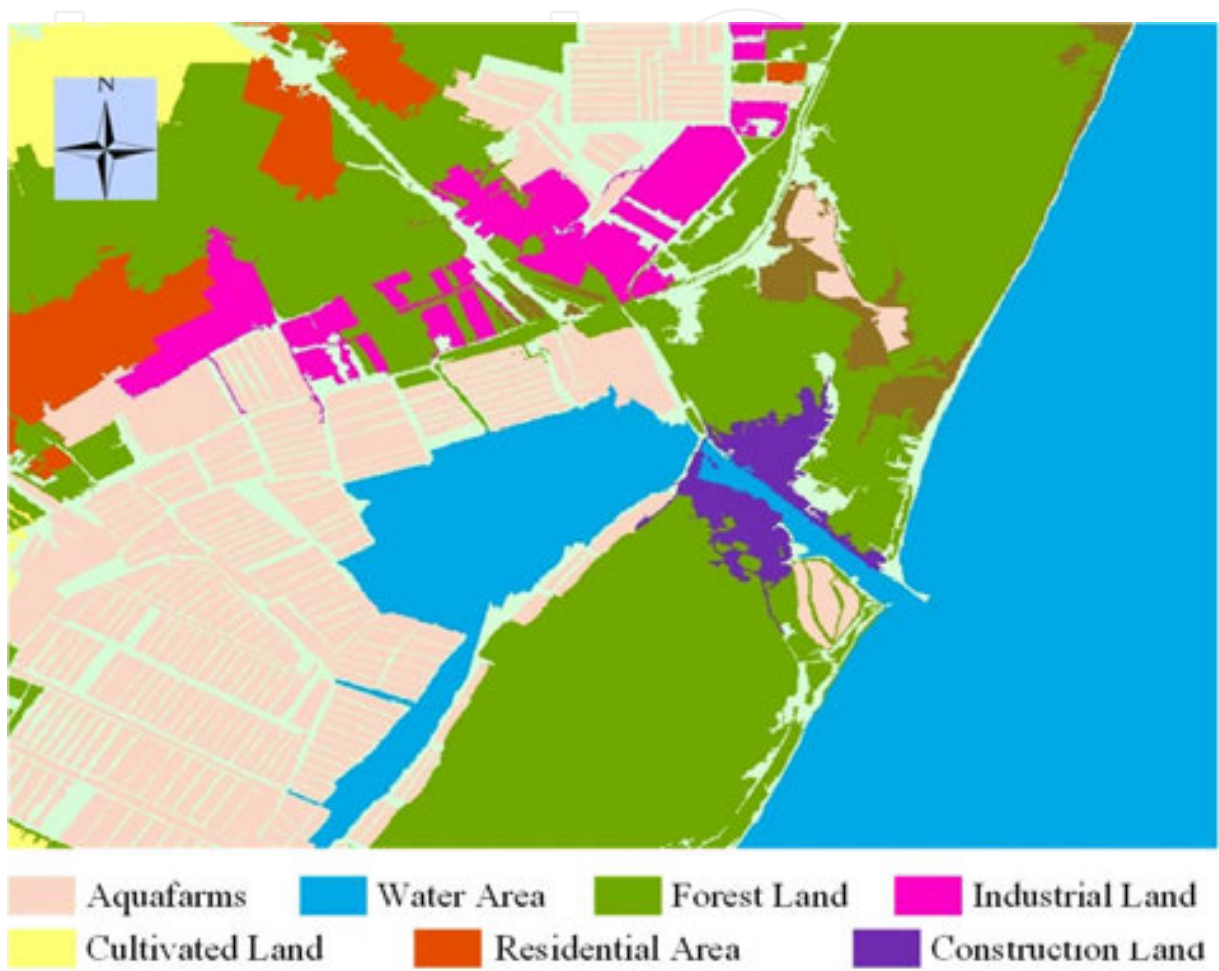 N
Aquafarms Water Area Forest Land Industrial Land
Cultivated Land Residential Area Construction Land